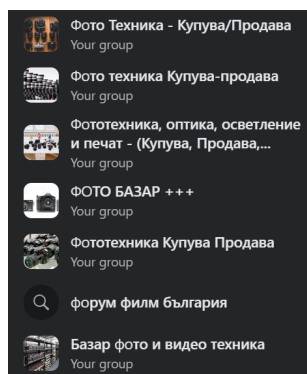 Фото Техника - Купува/Продава
Your group
Фото техника Купува-продава
Your group
Фототехника, оптика, осветление
и печат - (Купува, Продава,...
Your group
ФОТО БАЗАР +++
Your group
Фототехника Купува Продава
Your group
форум филм българия
Базар фото и видео техника
Your group